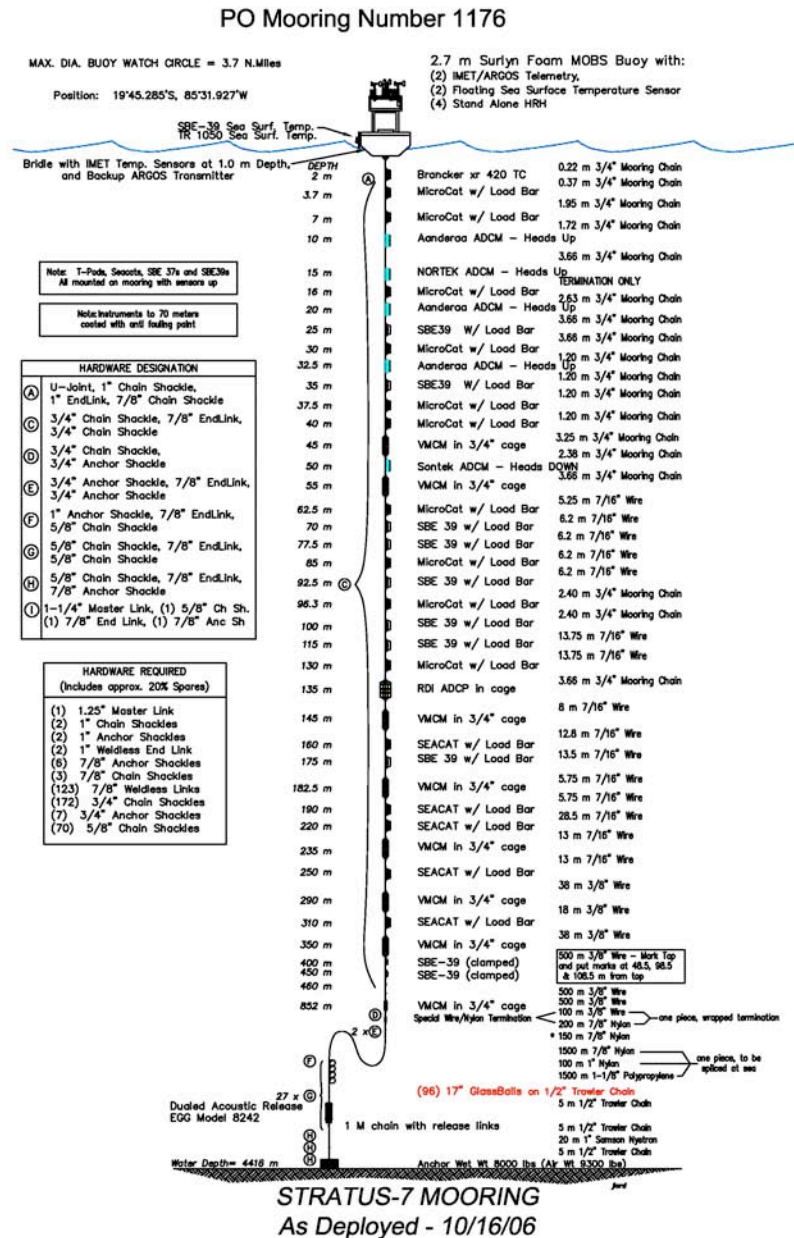 PO Mooring Number 1176
MAX. DIA. BUOY WATCH CIRCLE = 3.7 N.Miles
Position: 19°45.285'S, 85°31.927'W
2.7 m Surlyn Foam MOBS Buoy with:
(2) IMET/ARGOS Telemetry,
(2) Floating Sea Surface Temperature Sensor
(4) Stand Alone HRH
SBE-39 Sea Surf. Temp.
TR 1050 Sea Surf. Temp.
Bridle with IMET Temp. Sensors at 1.0 m Depth,
and Backup ARGOS Transmitter
Note: T-Pods, Seacats, SBE 37s and SBE39s
All mounted on mooring with sensors up
Note: Instruments to 70 meters
coated with anti fouling paint
HARDWARE DESIGNATION
A U-Joint, 1" Chain Shackle,
1" EndLink, 7/8" Chain Shackle
C 3/4" Chain Shackle, 7/8" EndLink,
3/4" Chain Shackle
D 3/4" Chain Shackle,
3/4" Anchor Shackle
E 3/4" Anchor Shackle, 7/8" EndLink,
3/4" Anchor Shackle
F 1" Anchor Shackle, 7/8" EndLink,
5/8" Chain Shackle
G 5/8" Chain Shackle, 7/8" EndLink,
5/8" Chain Shackle
H 5/8" Chain Shackle, 7/8" EndLink,
7/8" Anchor Shackle
I 1-1/4" Master Link, (1) 5/8" Ch Sh.
(1) 7/8" End Link, (1) 7/8" Anc Sh
HARDWARE REQUIRED
(Includes approx. 20% Spares)
(1) 1.25" Master Link
(2) 1" Chain Shackles
(2) 1" Anchor Shackles
(2) 1" Weldless End Link
(6) 7/8" Anchor Shackles
(3) 7/8" Chain Shackles
(123) 7/8" Weldless Links
(172) 3/4" Chain Shackles
(7) 3/4" Anchor Shackles
(70) 5/8" Chain Shackles
DEPTH
2 m
3.7 m
7 m
10 m
15 m
16 m
20 m
25 m
30 m
32.5 m
35 m
37.5 m
40 m
45 m
50 m
55 m
62.5 m
70 m
77.5 m
85 m
92.5 m
96.3 m
100 m
115 m
130 m
135 m
145 m
160 m
175 m
182.5 m
190 m
220 m
235 m
250 m
290 m
310 m
350 m
400 m
450 m
460 m
852 m
A
C
D
2 x E
F
27 x G
H
H
H
Brancker xr 420 TC
MicroCat w/ Load Bar
MicroCat w/ Load Bar
Aanderaa ADCM - Heads Up
NORTEK ADCM - Heads Up
MicroCat w/ Load Bar
Aanderaa ADCM - Heads Up
SBE39 W/ Load Bar
MicroCat w/ Load Bar
Aanderaa ADCM - Heads Up
SBE39 W/ Load Bar
MicroCat w/ Load Bar
MicroCat w/ Load Bar
VMCM in 3/4" cage
Sontek ADCM - Heads DOWN
VMCM in 3/4" cage
MicroCat w/ Load Bar
SBE 39 w/ Load Bar
SBE 39 w/ Load Bar
MicroCat w/ Load Bar
SBE 39 w/ Load Bar
MicroCat w/ Load Bar
SBE 39 w/ Load Bar
SBE 39 w/ Load Bar
MicroCat w/ Load Bar
RDI ADCP in cage
VMCM in 3/4" cage
SEACAT w/ Load Bar
SBE 39 w/ Load Bar
VMCM in 3/4" cage
SEACAT w/ Load Bar
SEACAT w/ Load Bar
VMCM in 3/4" cage
SEACAT w/ Load Bar
VMCM in 3/4" cage
SEACAT w/ Load Bar
VMCM in 3/4" cage
SBE-39 (clamped)
SBE-39 (clamped)
VMCM in 3/4" cage
Special Wire/Nylon Termination
0.22 m 3/4" Mooring Chain
0.37 m 3/4" Mooring Chain
1.95 m 3/4" Mooring Chain
1.72 m 3/4" Mooring Chain
3.66 m 3/4" Mooring Chain
TERMINATION ONLY
2.63 m 3/4" Mooring Chain
3.66 m 3/4" Mooring Chain
3.66 m 3/4" Mooring Chain
1.20 m 3/4" Mooring Chain
1.20 m 3/4" Mooring Chain
1.20 m 3/4" Mooring Chain
1.20 m 3/4" Mooring Chain
3.25 m 3/4" Mooring Chain
2.38 m 3/4" Mooring Chain
3.66 m 3/4" Mooring Chain
5.25 m 7/16" Wire
6.2 m 7/16" Wire
6.2 m 7/16" Wire
6.2 m 7/16" Wire
6.2 m 7/16" Wire
2.40 m 3/4" Mooring Chain
2.40 m 3/4" Mooring Chain
13.75 m 7/16" Wire
13.75 m 7/16" Wire
3.66 m 3/4" Mooring Chain
8 m 7/16" Wire
12.8 m 7/16" Wire
13.5 m 7/16" Wire
5.75 m 7/16" Wire
5.75 m 7/16" Wire
28.5 m 7/16" Wire
13 m 7/16" Wire
13 m 7/16" Wire
38 m 3/8" Wire
18 m 3/8" Wire
38 m 3/8" Wire
500 m 3/8" Wire - Mark Top
and put marks at 48.5, 98.5
& 108.5 m from top
500 m 3/8" Wire
500 m 3/8" Wire
100 m 3/8" Wire
200 m 7/8" Nylon
one piece, wrapped termination
* 150 m 7/8" Nylon
1500 m 7/8" Nylon
100 m 1" Nylon
1500 m 1-1/8" Polypropylene
one piece, to be
spliced at sea
(96) 17" GlassBalls on 1/2" Trawler Chain
5 m 1/2" Trawler Chain
Dualed Acoustic Release
EGG Model 8242
1 M chain with release links
5 m 1/2" Trawler Chain
20 m 1" Samson Nystron
5 m 1/2" Trawler Chain
Water Depth= 4416 m
Anchor Wet Wt 8000 lbs (Air Wt 9300 lbs)
STRATUS-7 MOORING
As Deployed - 10/16/06